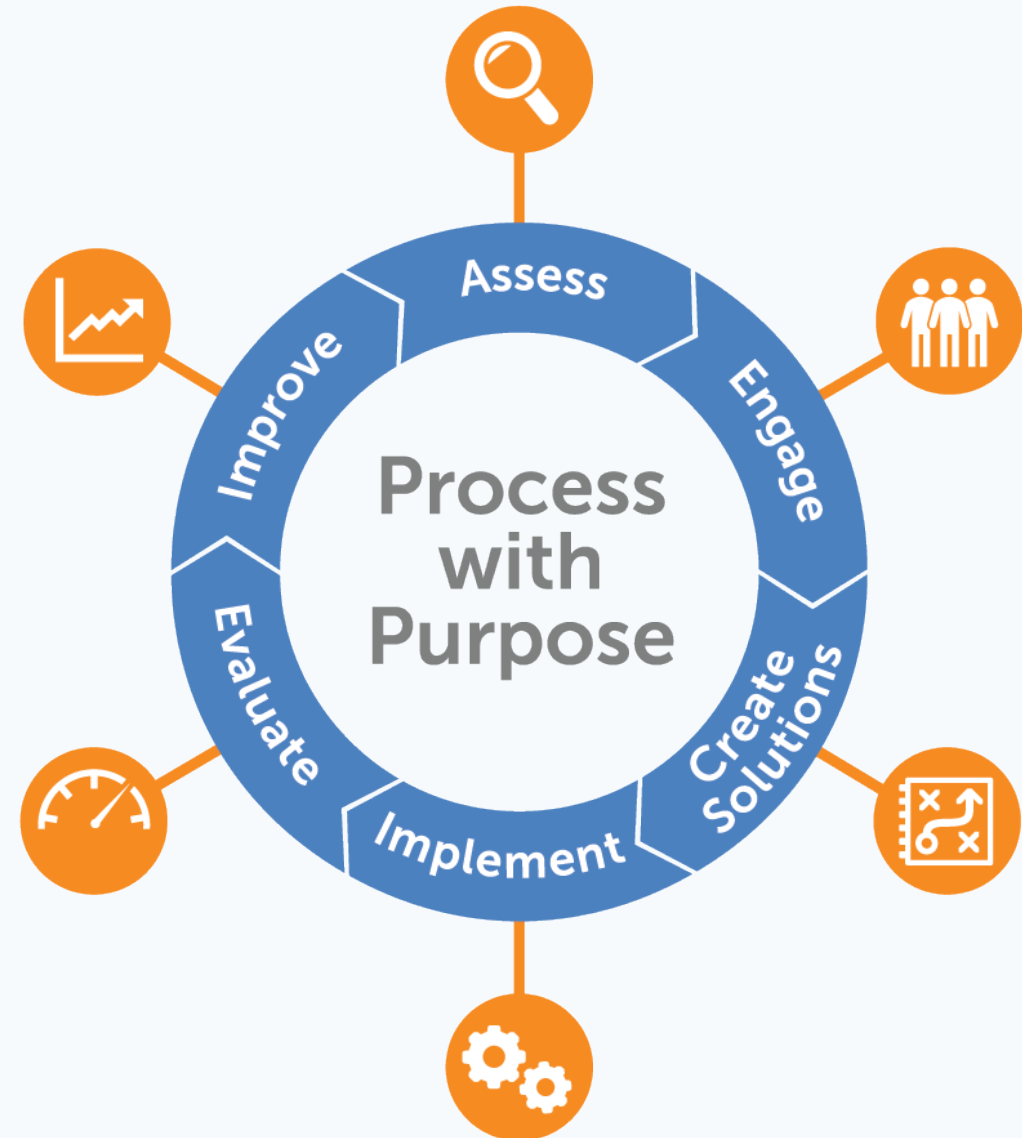 Assess
Engage
Create
Solutions
Implement
Evaluate
Improve
Process
with
Purpose